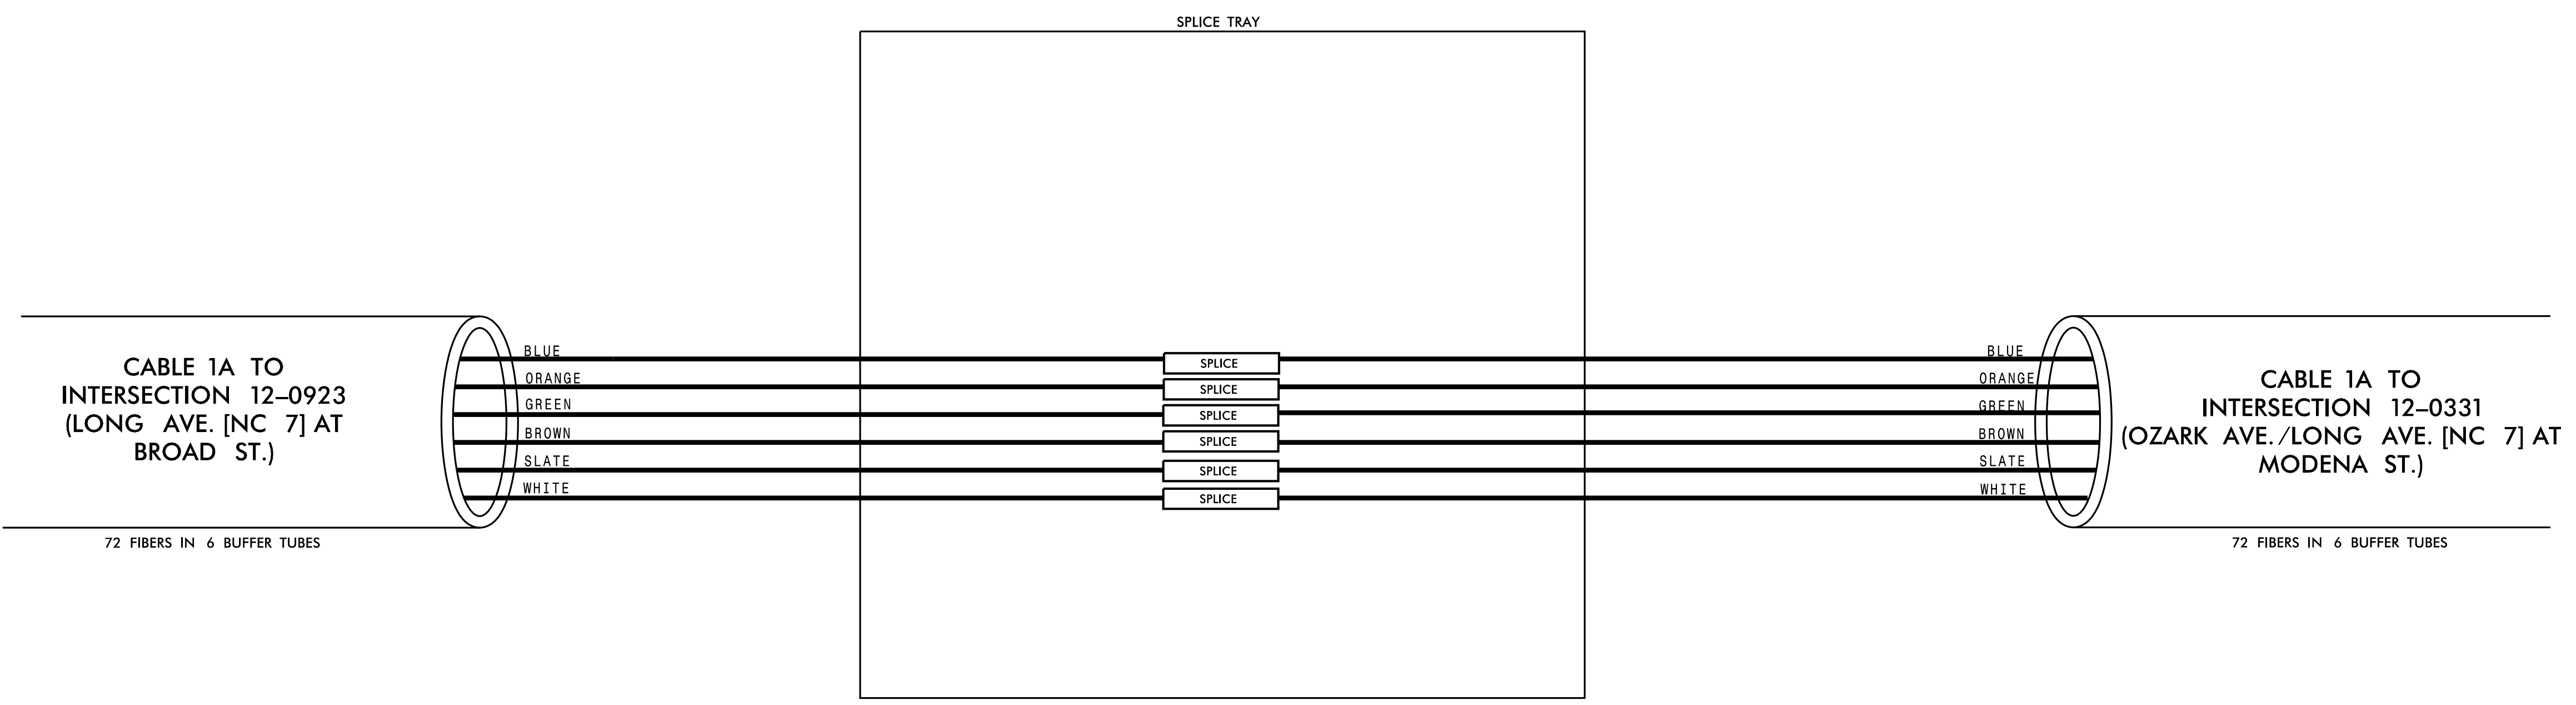 SPLICE TRAY
CABLE 1A TO
INTERSECTION 12-0923
(LONG AVE. [NC 7] AT
BROAD ST.)
72 FIBERS IN 6 BUFFER TUBES
BLUE
ORANGE
GREEN
BROWN
SLATE
WHITE
SPLICE
SPLICE
SPLICE
SPLICE
SPLICE
SPLICE
BLUE
ORANGE
GREEN
BROWN
SLATE
WHITE
CABLE 1A TO
INTERSECTION 12-0331
(OZARK AVE./LONG AVE. [NC 7] AT
MODENA ST.)
72 FIBERS IN 6 BUFFER TUBES